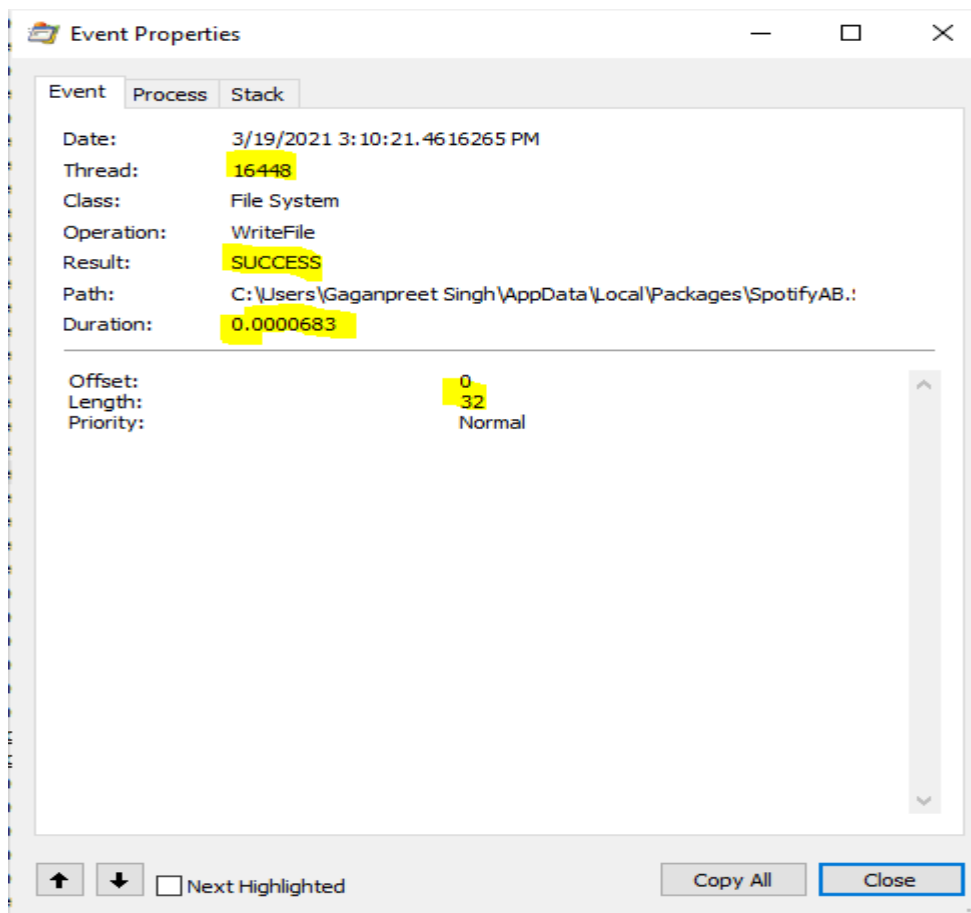 Event Properties
Event Process Stack
Date: 3/19/2021 3:10:21.4616265 PM
Thread: 16448
Class: File System
Operation: WriteFile
Result: SUCCESS
Path: C:\Users\Gaganpreet Singh\AppData\Local\Packages\SpotifyAB.
Duration: 0.0000683
Offset: 0
Length: 32
Priority: Normal
Next Highlighted Copy All Close